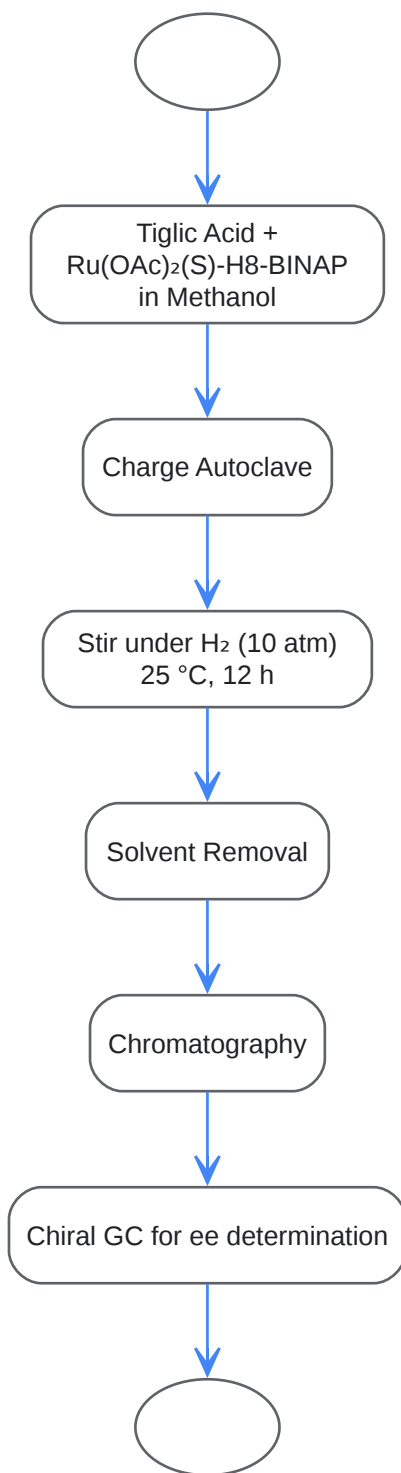 Tiglic Acid +
Ru(OAc)₂(S)-H8-BINAP
in Methanol
Charge Autoclave
Stir under H₂ (10 atm)
25 °C, 12 h
Solvent Removal
Chromatography
Chiral GC for ee determination